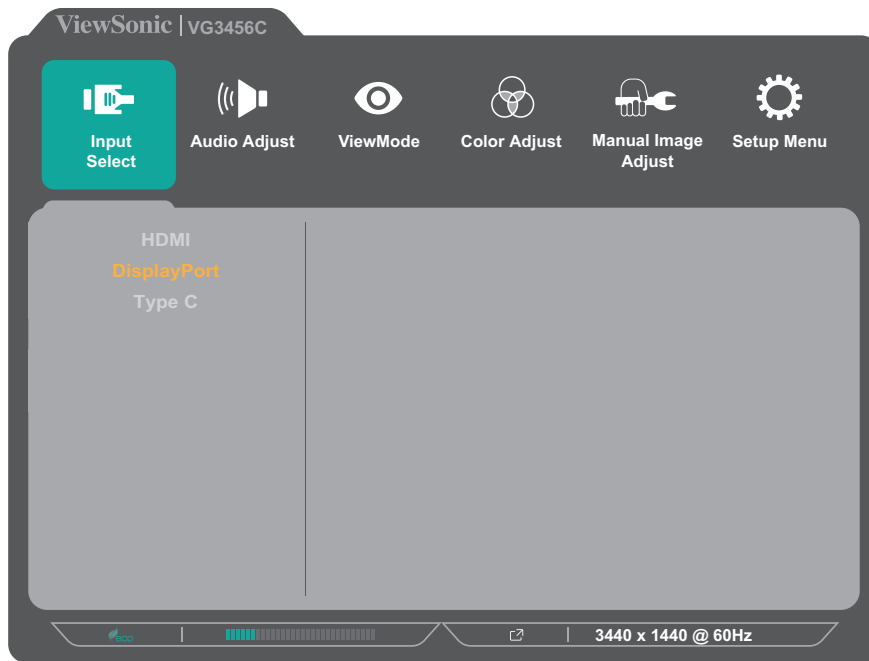 ViewSonic | VG3456C
Input
Select
Audio Adjust
ViewMode
Color Adjust
Manual Image
Adjust
Setup Menu
HDMI
DisplayPort
Type C
eco
3440 x 1440 @ 60Hz